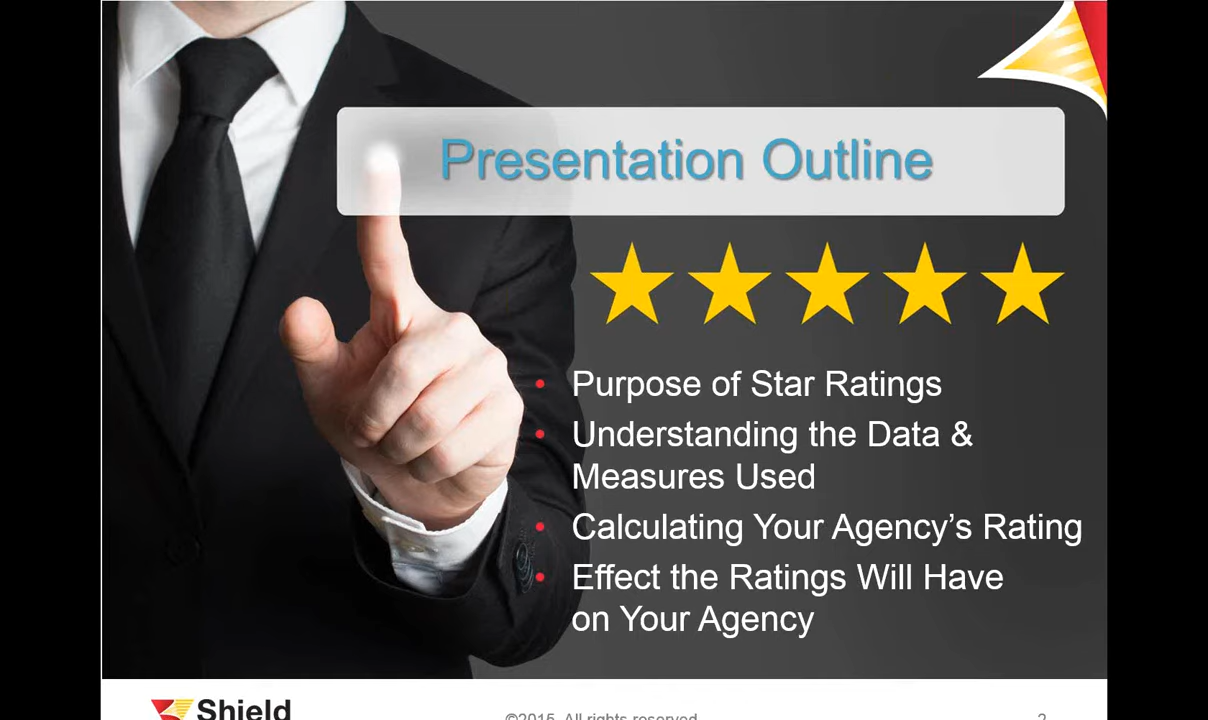 Presentation Outline
• Purpose of Star Ratings
• Understanding the Data &
Measures Used
• Calculating Your Agency’s Rating
• Effect the Ratings Will Have
on Your Agency
Shield
©2015 All rights reserved
2